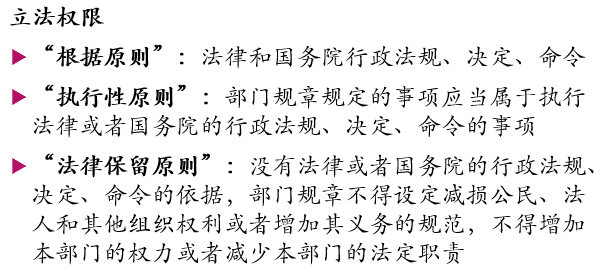 立法权限
▶“根据原则”：法律和国务院行政法规、决定、命令
▶“执行性原则”：部门规章规定的事项应当属于执行
法律或者国务院的行政法规、决定、命令的事项
▶“法律保留原则”：没有法律或者国务院的行政法规、
决定、命令的依据，部门规章不得设定减损公民、法
人和其他组织权利或者增加其义务的规范，不得增加
本部门的权力或者减少本部门的法定职责